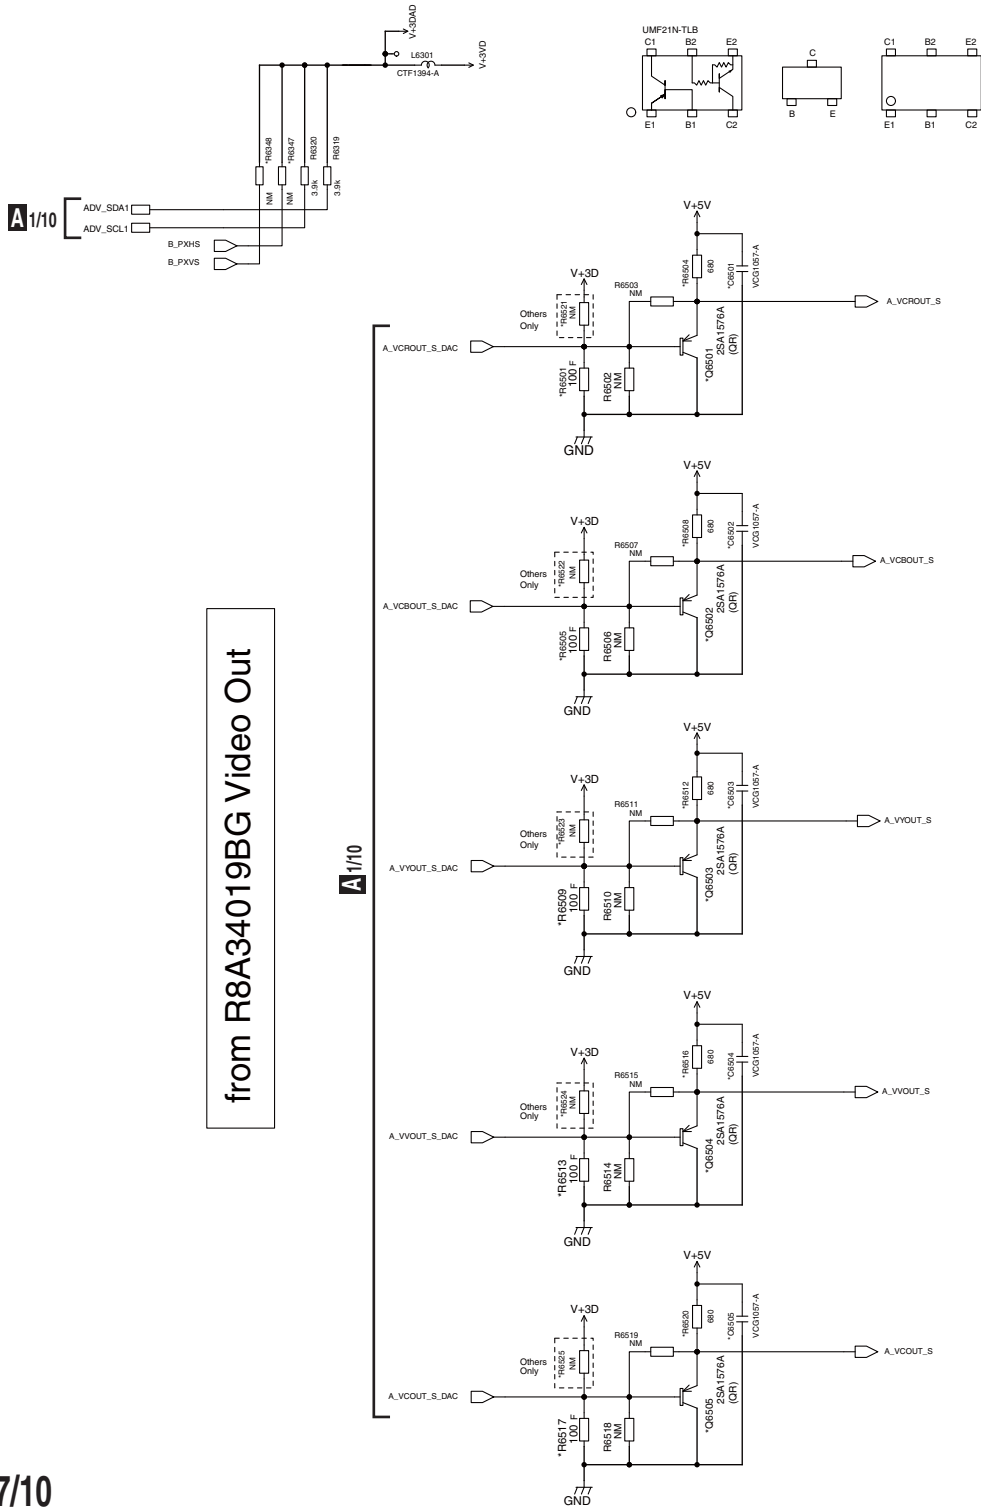 V+3DAD
L6301
CTF1394-A
V+3VD
*R6348
NM
*R6347
NM
R6320
3.9k
R6319
3.9k
A 1/10
ADV_SDA1
ADV_SCL1
B_PXHS
B_PXVS
UMF21N-TLB
C1 B2 E2
E1 B1 C2
C
B E
C1 B2 E2
E1 B1 C2
from R8A34019BG Video Out
A 1/10
V+5V
*R6504
680
*C6501
VCG1057-A
V+3D
R6503
NM
Others
Only
*R6521
NM
A_VCROUT_S
A_VCROUT_S_DAC
*R6501
100 F
R6502
NM
*Q6501
2SA1576A
(QR)
GND
V+5V
*R6508
680
*C6502
VCG1057-A
V+3D
R6507
NM
Others
Only
*R6522
NM
A_VCBOUT_S
A_VCBOUT_S_DAC
*R6505
100 F
R6506
NM
*Q6502
2SA1576A
(QR)
GND
V+5V
*R6512
680
*C6503
VCG1057-A
V+3D
R6511
NM
Others
Only
*R6523
NM
A_VYOUT_S
A_VYOUT_S_DAC
*R6509
100 F
R6510
NM
*Q6503
2SA1576A
(QR)
GND
V+5V
*R6516
680
*C6504
VCG1057-A
V+3D
R6515
NM
Others
Only
*R6524
NM
A_VVOUT_S
A_VVOUT_S_DAC
*R6513
100 F
R6514
NM
*Q6504
2SA1576A
(QR)
GND
V+5V
*R6520
680
*C6505
VCG1057-A
V+3D
R6519
NM
Others
Only
*R6525
NM
A_VCOUT_S
A_VCOUT_S_DAC
*R6517
100 F
R6518
NM
*Q6505
2SA1576A
(QR)
GND
7/10